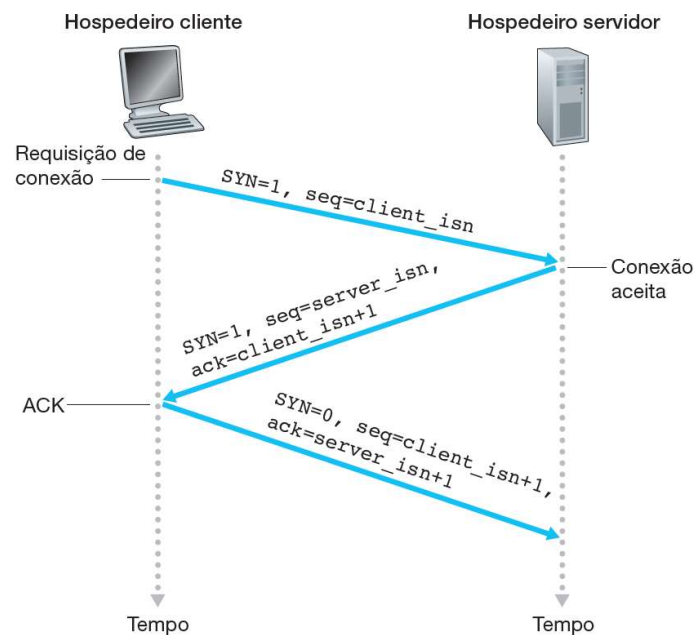 Hospedeiro cliente
Hospedeiro servidor
Requisição de
conexão
SYN=1, seq=client_isn
Conexão
aceita
SYN=1, seq=server_isn,
ack=client_isn+1
ACK
SYN=0, seq=client_isn+1,
ack=server_isn+1
Tempo
Tempo